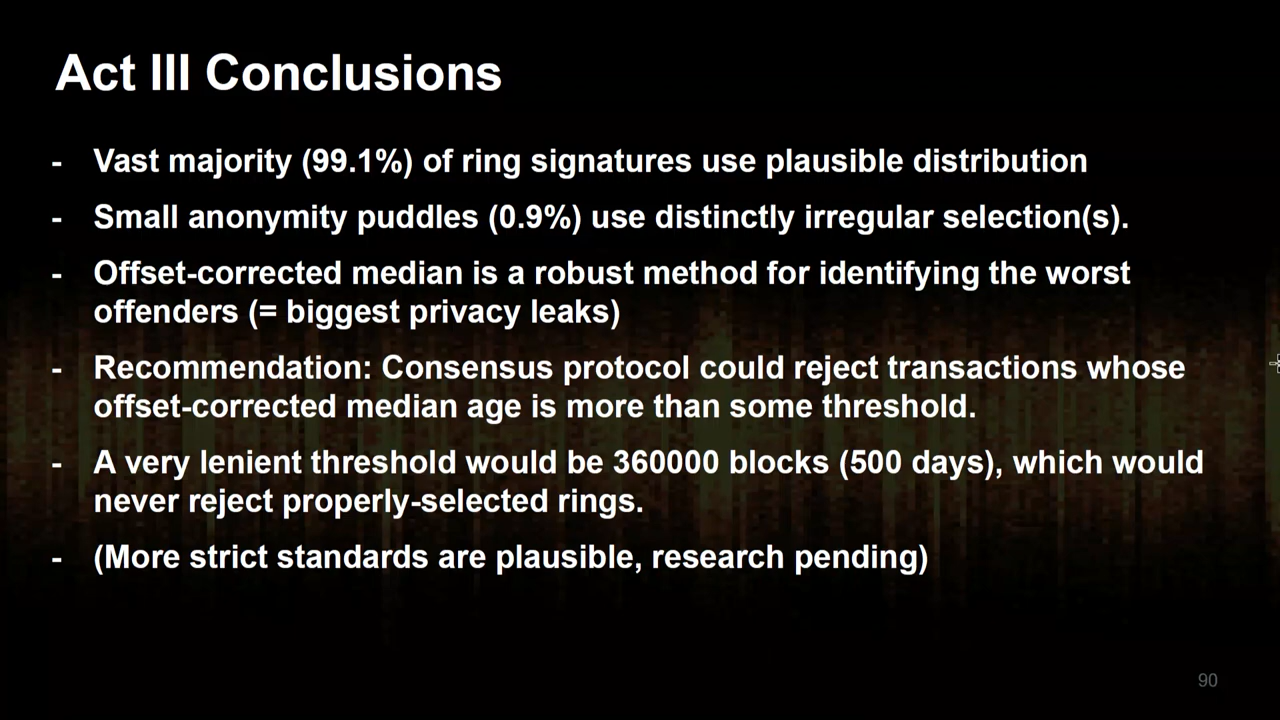 Act III Conclusions
- Vast majority (99.1%) of ring signatures use plausible distribution
- Small anonymity puddles (0.9%) use distinctly irregular selection(s).
- Offset-corrected median is a robust method for identifying the worst
offenders (= biggest privacy leaks)
- Recommendation: Consensus protocol could reject transactions whose
offset-corrected median age is more than some threshold.
- A very lenient threshold would be 360000 blocks (500 days), which would
never reject properly-selected rings.
- (More strict standards are plausible, research pending)
90